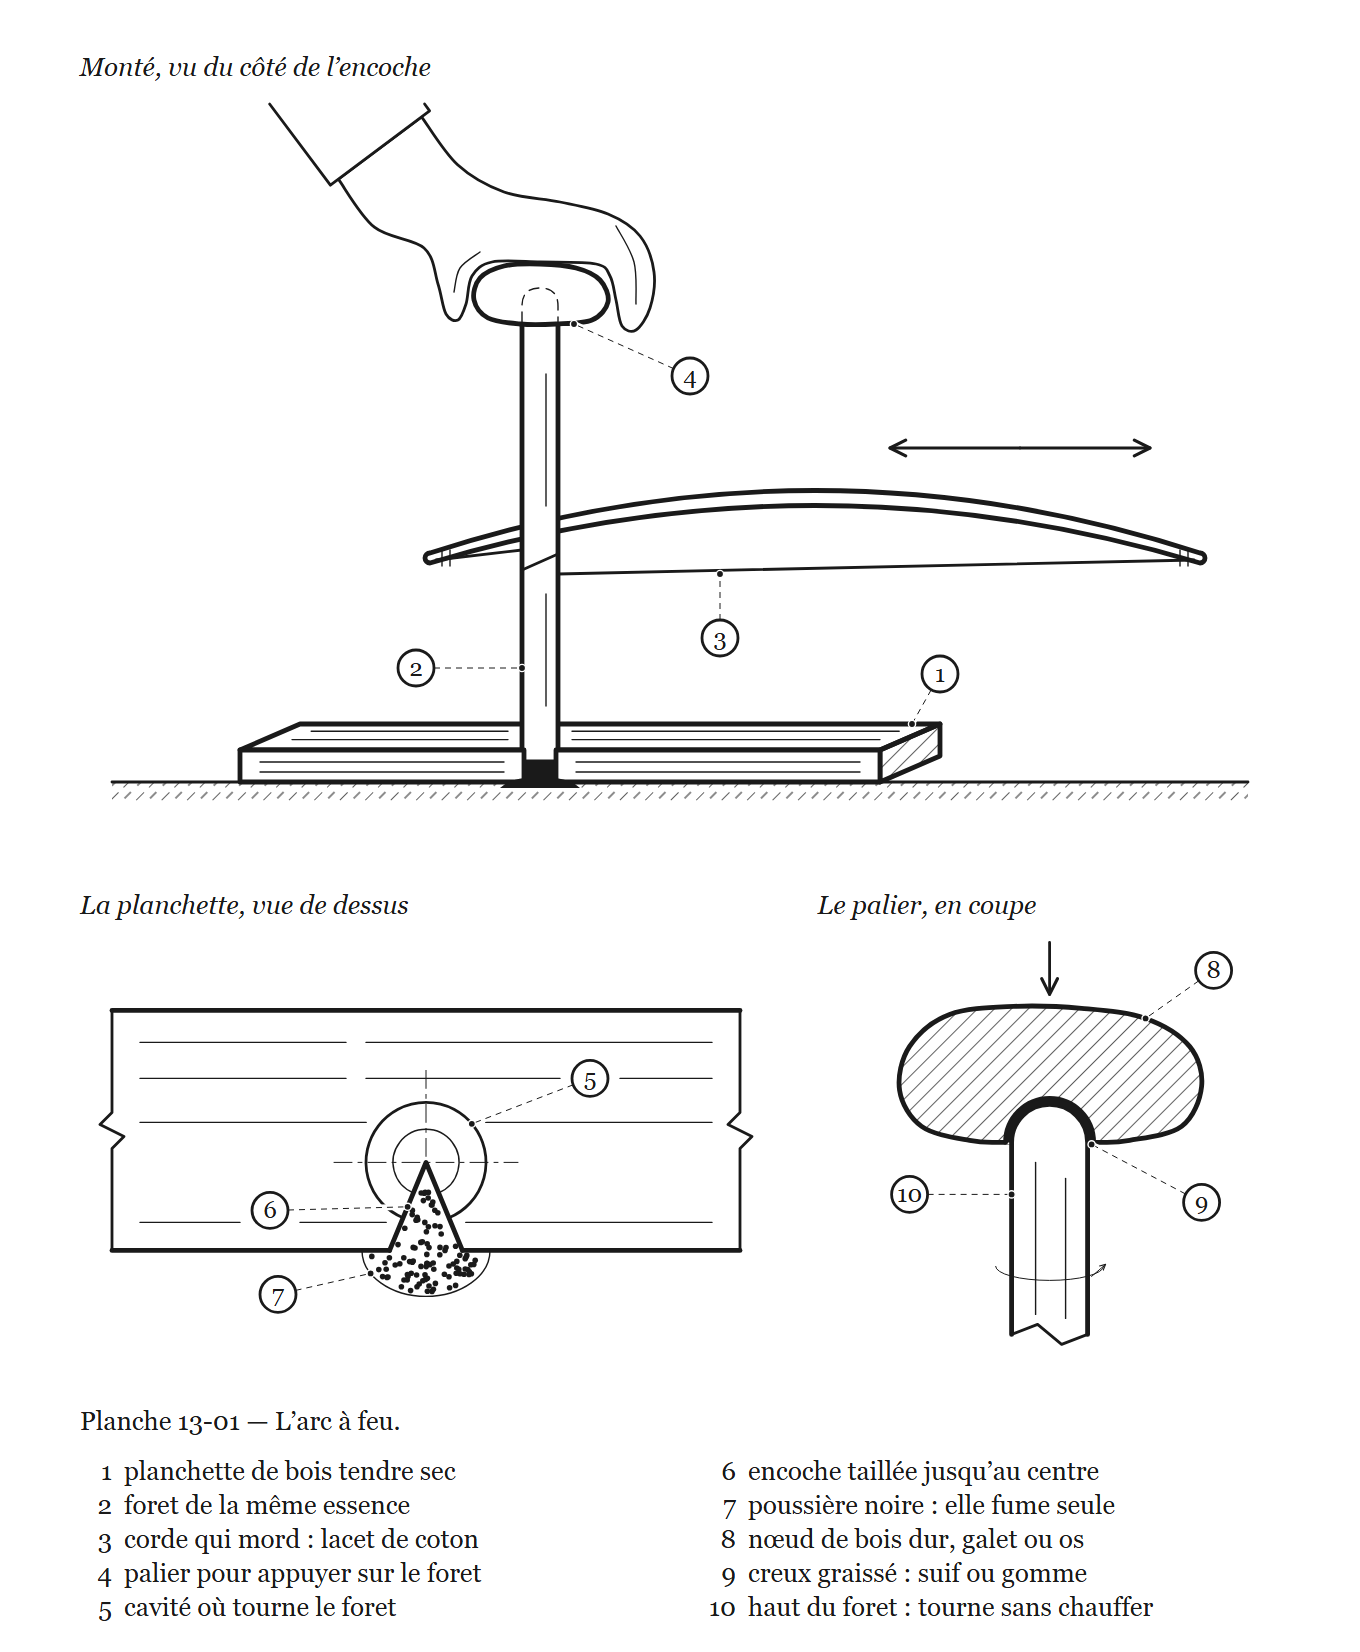 Monté, vu du côté de l’encoche
4
3
2
1
La planchette, vue de dessus
Le palier, en coupe
8
5
10
9
6
7
Planche 13-01 — L’arc à feu.
1 planchette de bois tendre sec
2 foret de la même essence
3 corde qui mord : lacet de coton
4 palier pour appuyer sur le foret
5 cavité où tourne le foret
6 encoche taillée jusqu’au centre
7 poussière noire : elle fume seule
8 nœud de bois dur, galet ou os
9 creux graissé : suif ou gomme
10 haut du foret : tourne sans chauffer